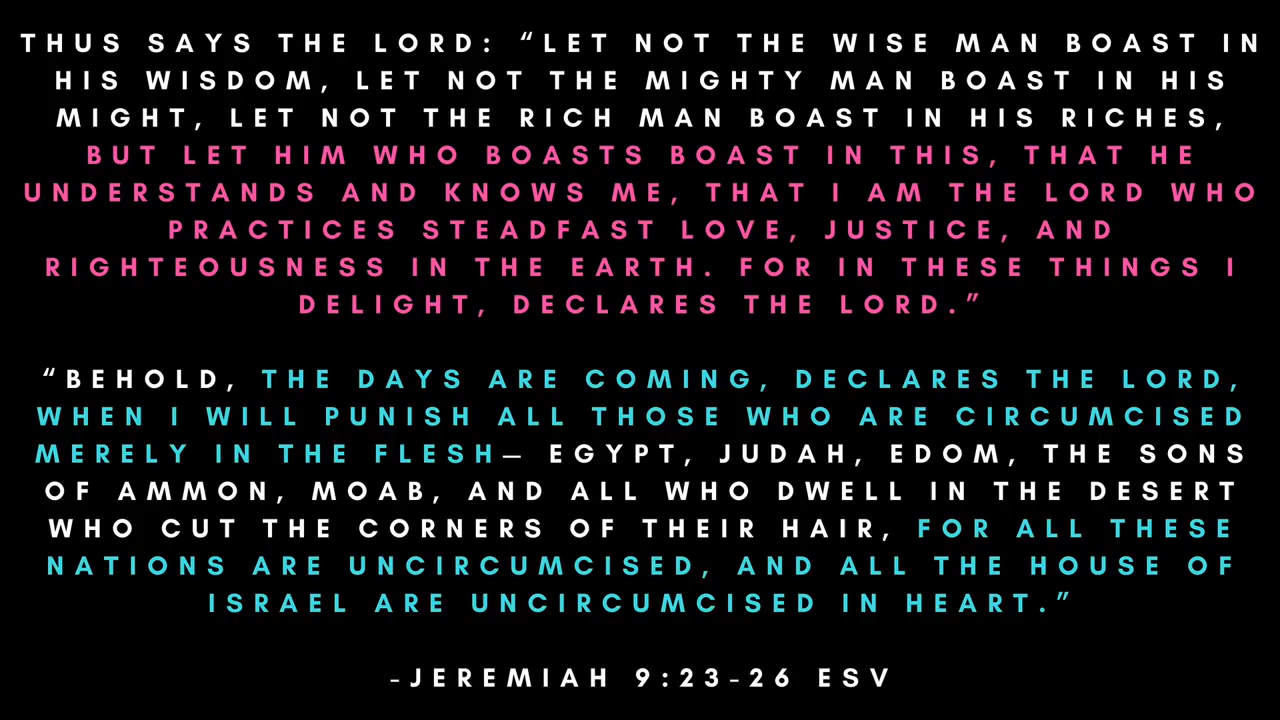 THUS SAYS THE LORD: “LET NOT THE WISE MAN BOAST IN
HIS WISDOM, LET NOT THE MIGHTY MAN BOAST IN HIS
MIGHT, LET NOT THE RICH MAN BOAST IN HIS RICHES,
BUT LET HIM WHO BOASTS BOAST IN THIS, THAT HE
UNDERSTANDS AND KNOWS ME, THAT I AM THE LORD WHO
PRACTICES STEADFAST LOVE, JUSTICE, AND
RIGHTEOUSNESS IN THE EARTH. FOR IN THESE THINGS I
DELIGHT, DECLARES THE LORD.”
“BEHOLD, THE DAYS ARE COMING, DECLARES THE LORD,
WHEN I WILL PUNISH ALL THOSE WHO ARE CIRCUMCISED
MERELY IN THE FLESH— EGYPT, JUDAH, EDOM, THE SONS
OF AMMON, MOAB, AND ALL WHO DWELL IN THE DESERT
WHO CUT THE CORNERS OF THEIR HAIR, FOR ALL THESE
NATIONS ARE UNCIRCUMCISED, AND ALL THE HOUSE OF
ISRAEL ARE UNCIRCUMCISED IN HEART.”
-JEREMIAH 9:23-26 ESV